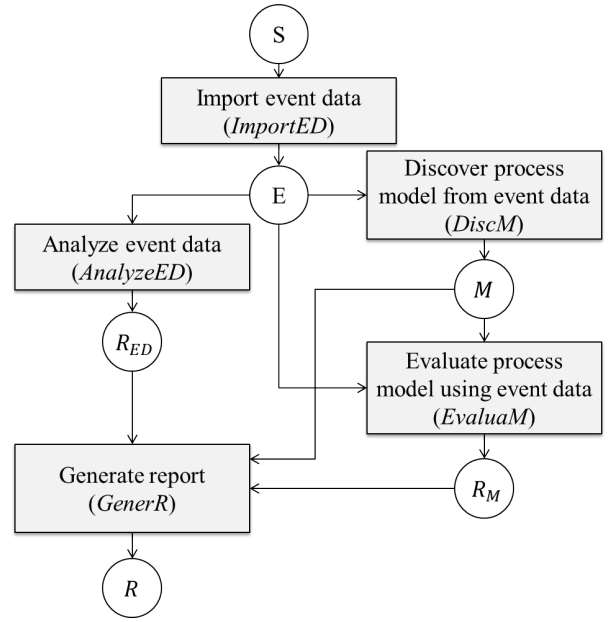 S
Import event data
(ImportED)
E
Discover process
model from event data
(DiscM)
Analyze event data
(AnalyzeED)
M
R_ED
Evaluate process
model using event data
(EvaluaM)
Generate report
(GenerR)
R_M
R